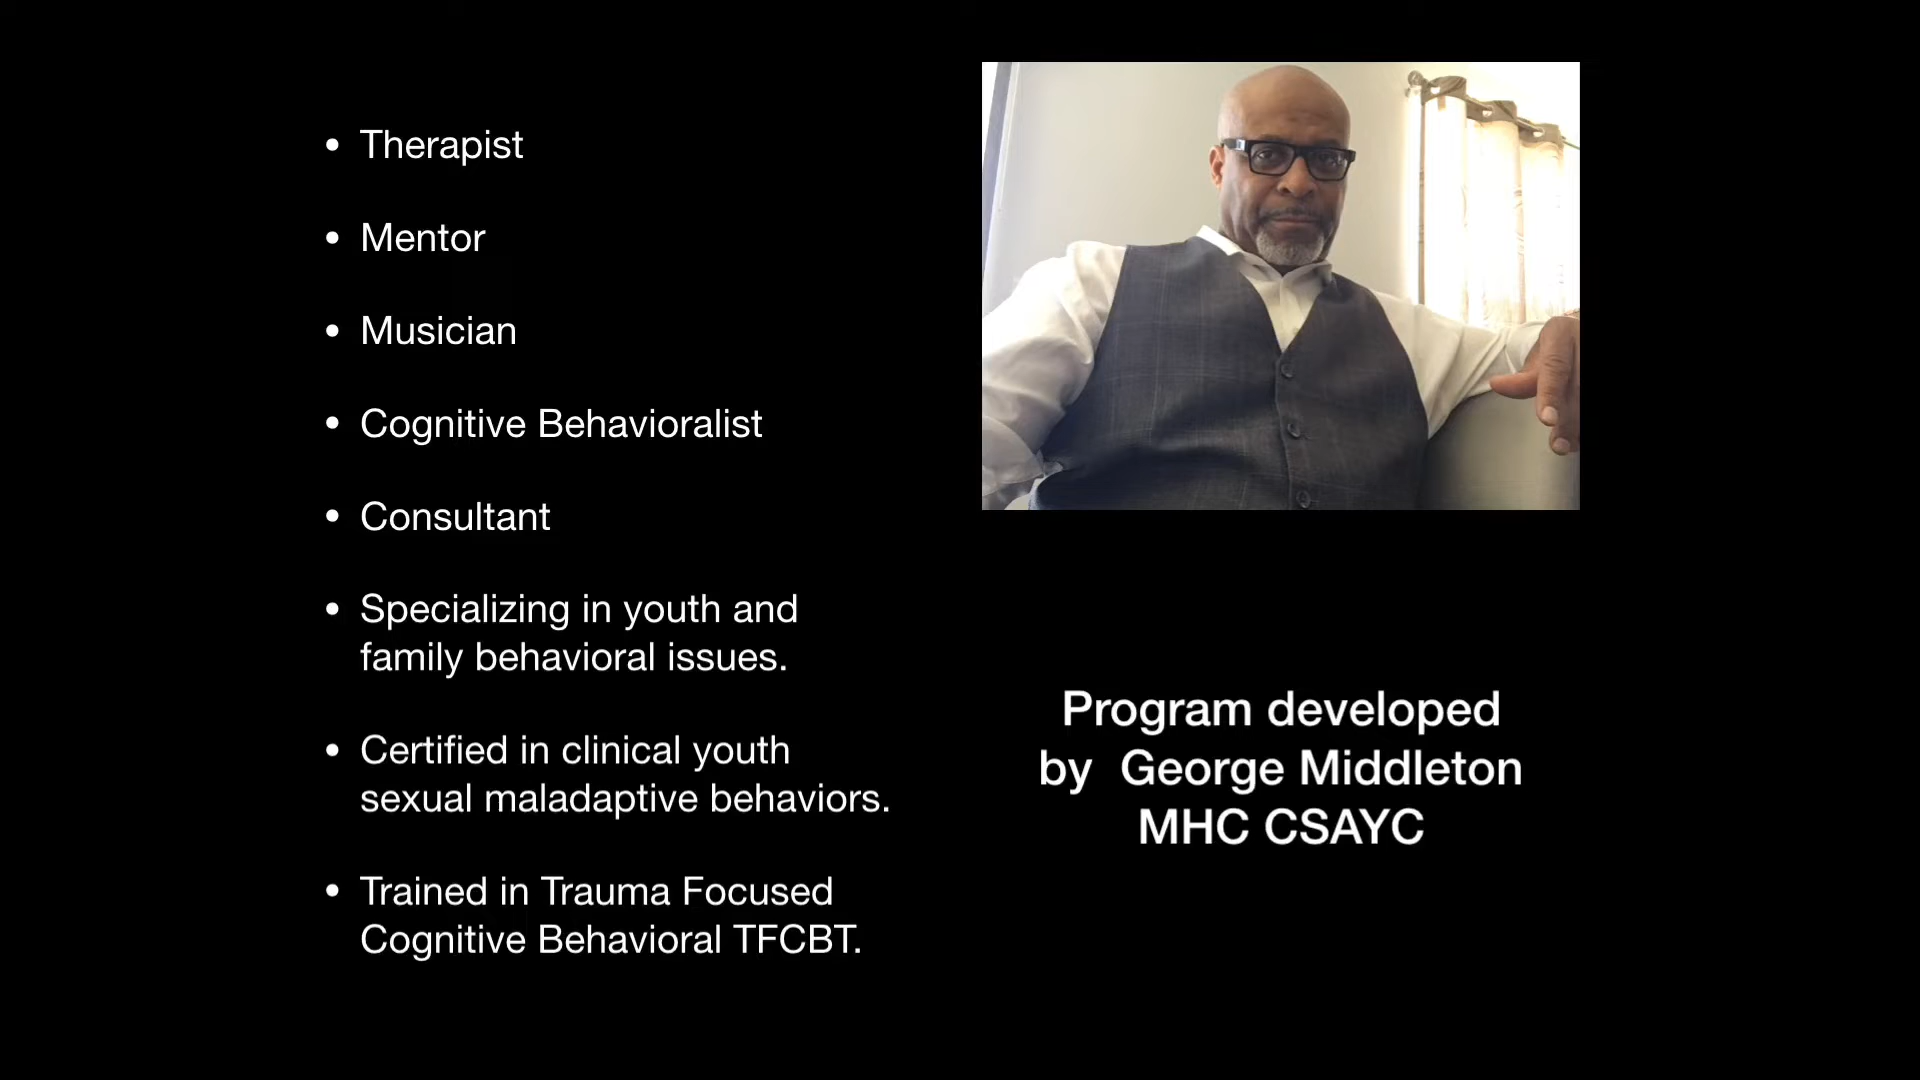 • Therapist
• Mentor
• Musician
• Cognitive Behavioralist
• Consultant
• Specializing in youth and
family behavioral issues.
• Certified in clinical youth
sexual maladaptive behaviors.
• Trained in Trauma Focused
Cognitive Behavioral TFCBT.
Program developed
by  George Middleton
MHC CSAYC